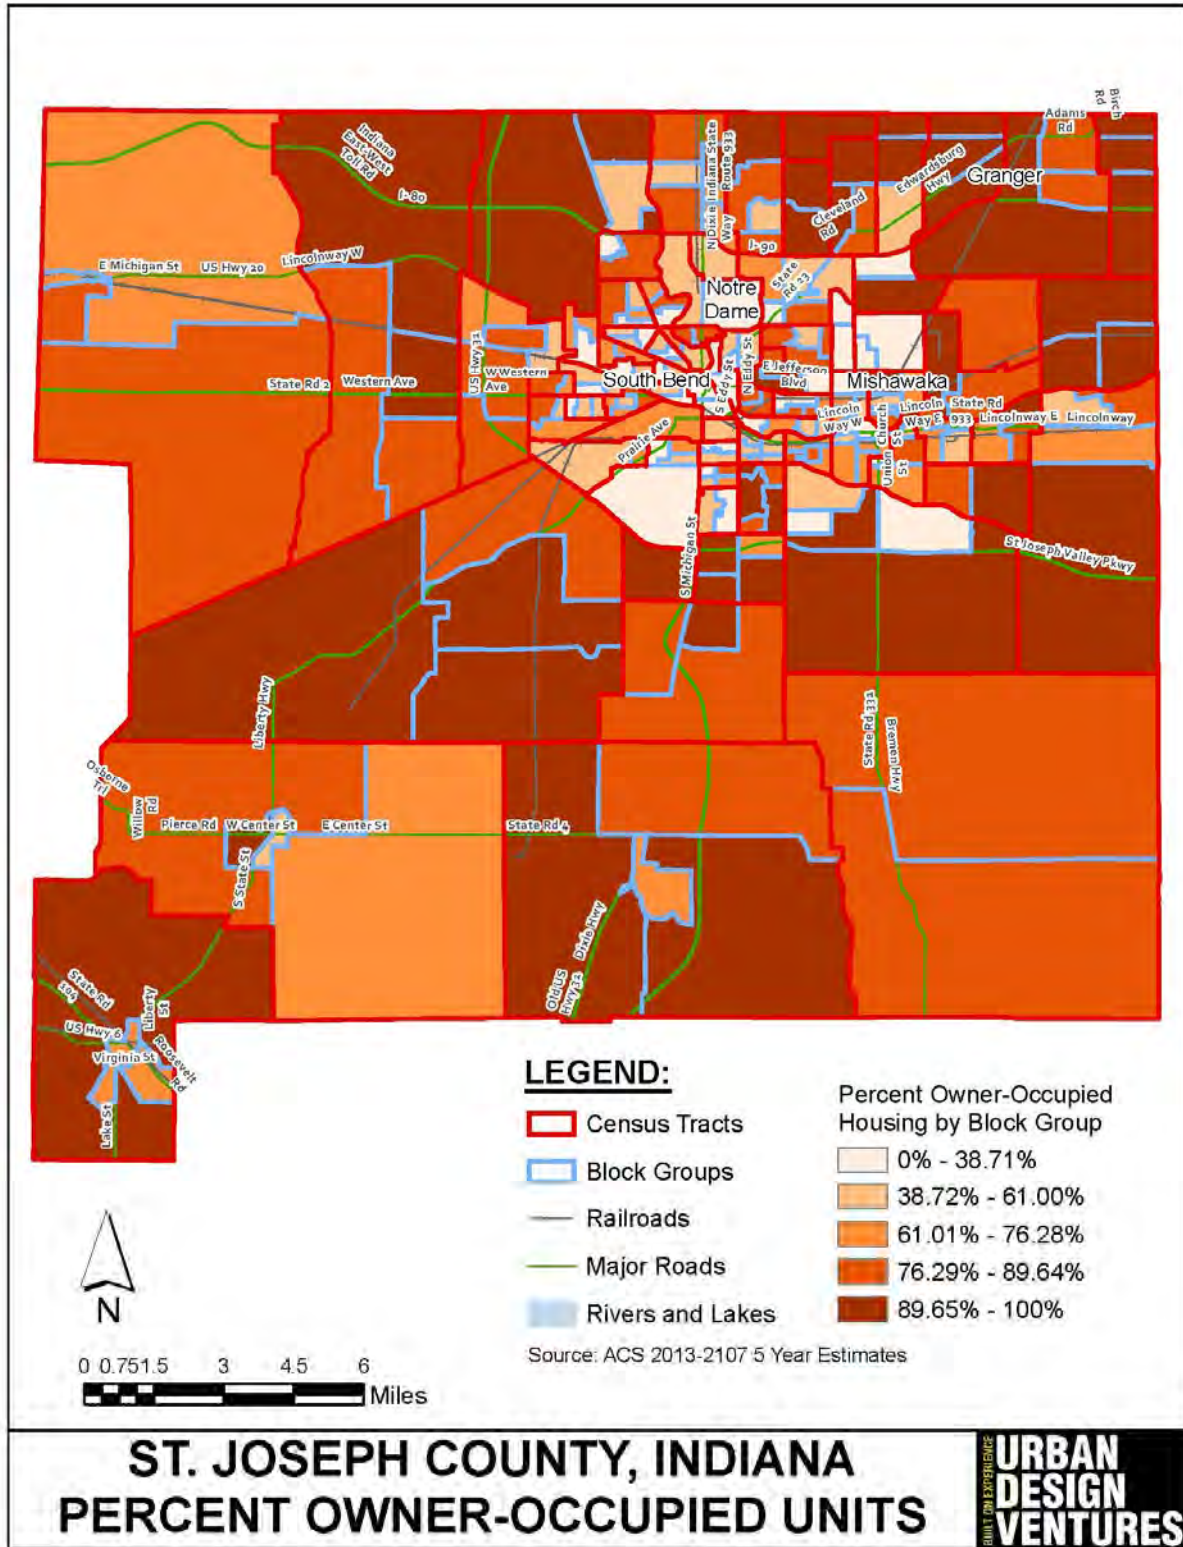 Birch
Rd
Adams
Rd
Indiana
East-West
Toll Rd
I-80
N Dixie
Way
Indiana State
Route 933
Edwardsburg
Hwy
Granger
Cleveland
Rd
I-90
E Michigan St
US Hwy 20
Lincolnway W
State
Rd 23
Notre
Dame
US Hwy 31
W Western
Ave
State Rd 2
Western Ave
South Bend
S Eddy St
N Eddy St
E Jefferson
Blvd
Mishawaka
Lincoln
Way W
Church
St
Union
St
Lincoln
Way E
State Rd
933
Lincolnway E
Lincolnway
Prairie Ave
S Michigan St
St Joseph Valley Pkwy
Liberty Hwy
State Rd 331
Bremen Hwy
Osborne
Trl
Willow
Rd
Pierce Rd
W Center St
E Center St
State Rd 4
S State St
Old US
Hwy 31
Dixie Hwy
State Rd
104
Liberty
St
US Hwy 6
Virginia St
Roosevelt
Rd
Lake St
LEGEND:
Census Tracts
Block Groups
Railroads
Major Roads
Rivers and Lakes
Percent Owner-Occupied
Housing by Block Group
0% - 38.71%
38.72% - 61.00%
61.01% - 76.28%
76.29% - 89.64%
89.65% - 100%
Source: ACS 2013-2107 5 Year Estimates
N
0 0.75 1.5 3 4.5 6
Miles
ST. JOSEPH COUNTY, INDIANA
PERCENT OWNER-OCCUPIED UNITS
BUILT ON EXPERIENCE
URBAN
DESIGN
VENTURES